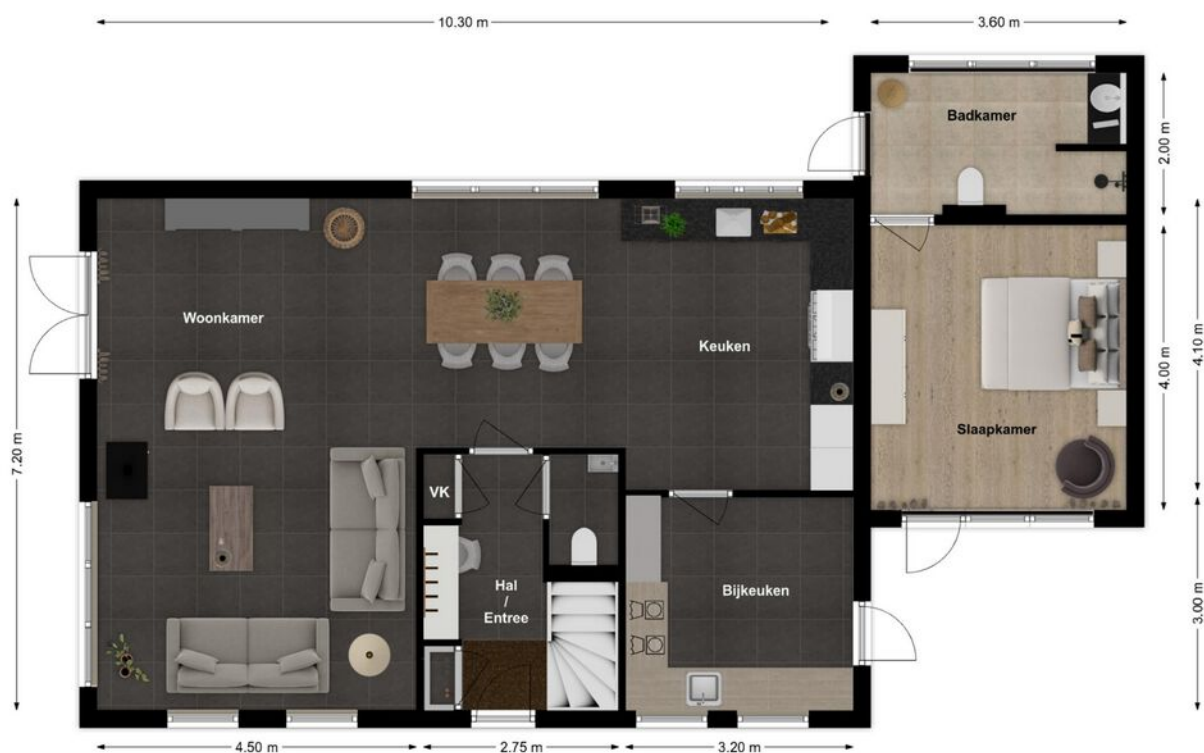 10.30 m
3.60 m
Badkamer
2.00 m
Woonkamer
Keuken
Slaapkamer
4.00 m
4.10 m
7.20 m
VK
Hal
/
Entree
Bijkeuken
3.00 m
4.50 m
2.75 m
3.20 m